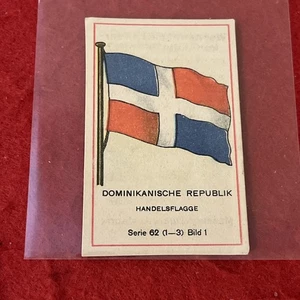 DOMINIKANISCHE REPUBLIK
HANDELSFLAGGE
Serie 62 (1—3) Bild 1